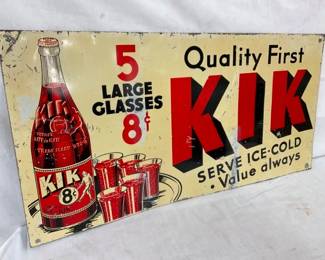 5
LARGE
GLASSES
8¢
Quality First
KIK
SERVE ICE-COLD
• Value always
KIK
KIK
8¢